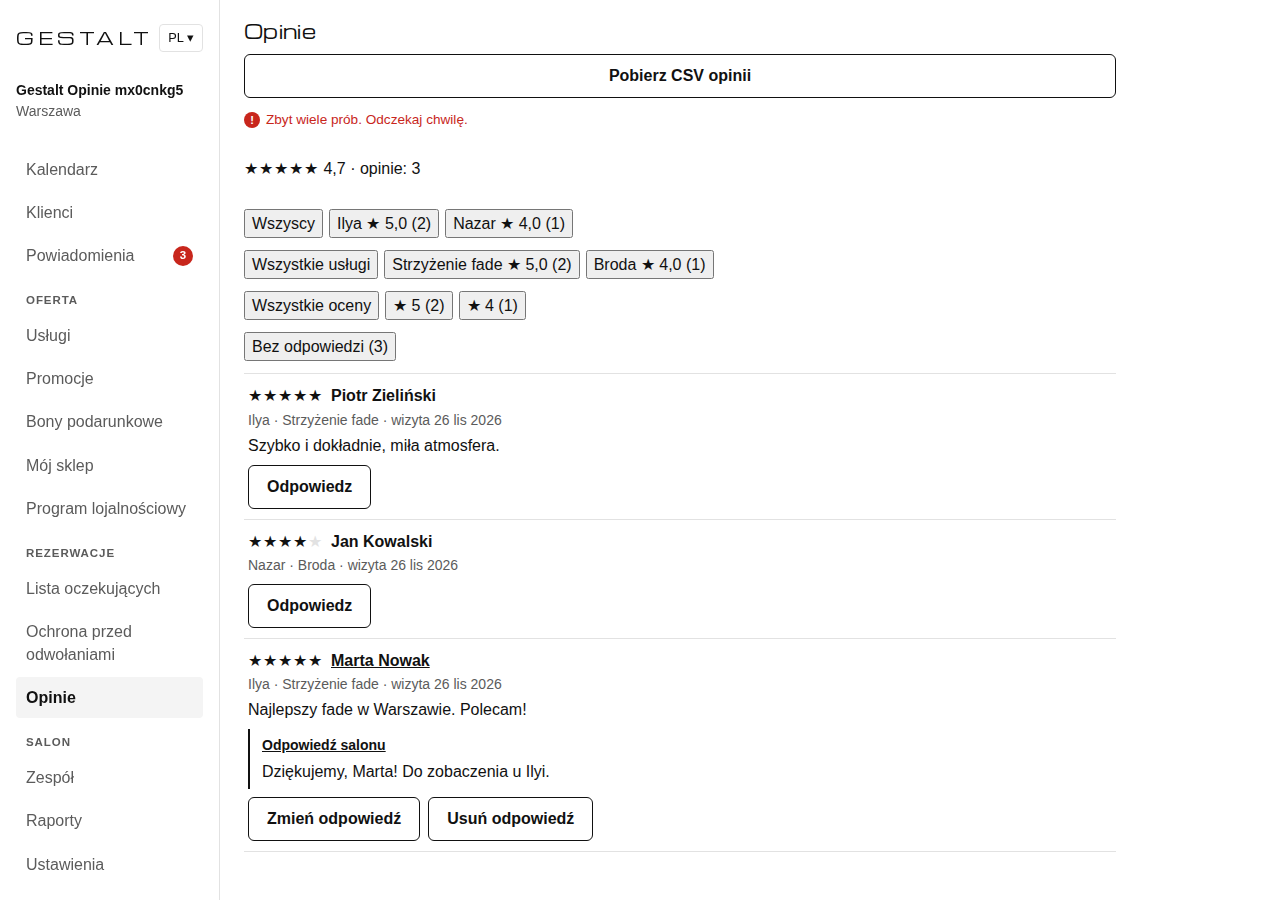 GESTALT
PL ▾
Gestalt Opinie mx0cnkg5
Warszawa
Kalendarz
Klienci
Powiadomienia 3
OFERTA
Usługi
Promocje
Bony podarunkowe
Mój sklep
Program lojalnościowy
REZERWACJE
Lista oczekujących
Ochrona przed
odwołaniami
Opinie
SALON
Zespół
Raporty
Ustawienia
Opinie
Pobierz CSV opinii
! Zbyt wiele prób. Odczekaj chwilę.
★★★★★ 4,7 · opinie: 3
Wszyscy Ilya ★ 5,0 (2) Nazar ★ 4,0 (1)
Wszystkie usługi Strzyżenie fade ★ 5,0 (2) Broda ★ 4,0 (1)
Wszystkie oceny ★ 5 (2) ★ 4 (1)
Bez odpowiedzi (3)
★★★★★ Piotr Zieliński
Ilya · Strzyżenie fade · wizyta 26 lis 2026
Szybko i dokładnie, miła atmosfera.
Odpowiedz
★★★★★ Jan Kowalski
Nazar · Broda · wizyta 26 lis 2026
Odpowiedz
★★★★★ Marta Nowak
Ilya · Strzyżenie fade · wizyta 26 lis 2026
Najlepszy fade w Warszawie. Polecam!
Odpowiedź salonu
Dziękujemy, Marta! Do zobaczenia u Ilyi.
Zmień odpowiedź Usuń odpowiedź